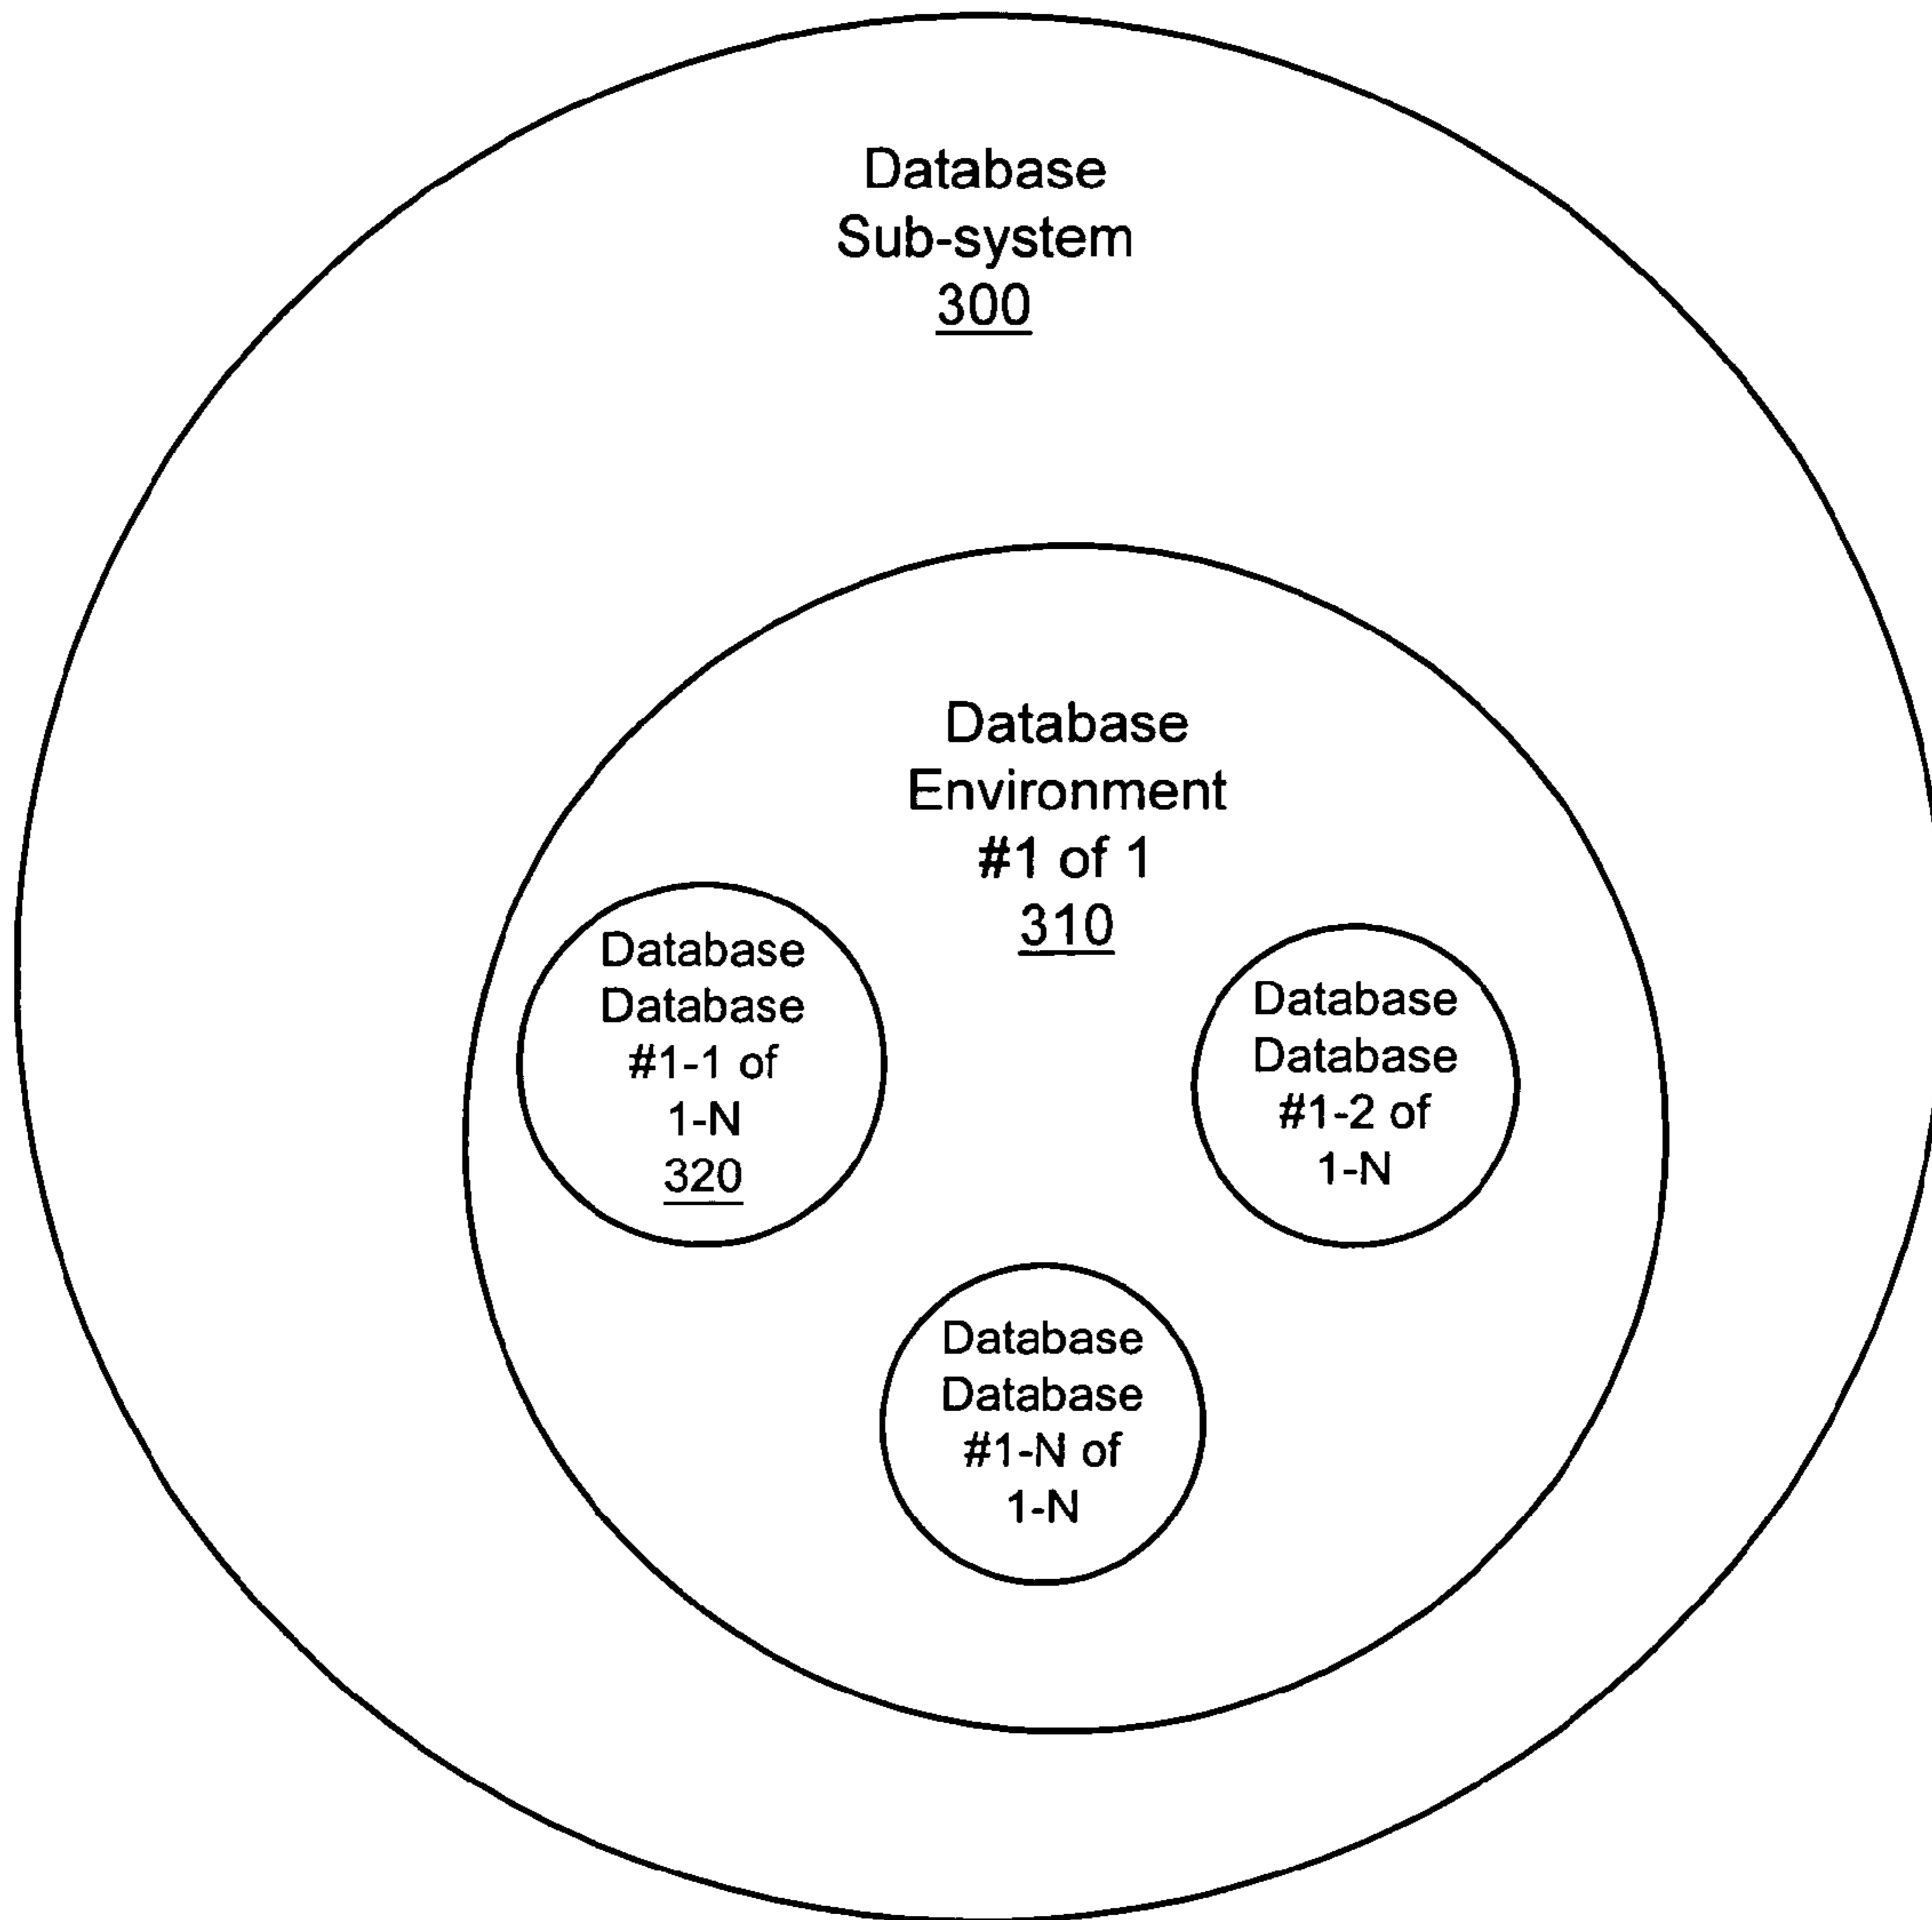 Database
Sub-system
300
Database
Environment
#1 of 1
310
Database
Database
#1-1 of
1-N
320
Database
Database
#1-2 of
1-N
Database
Database
#1-N of
1-N